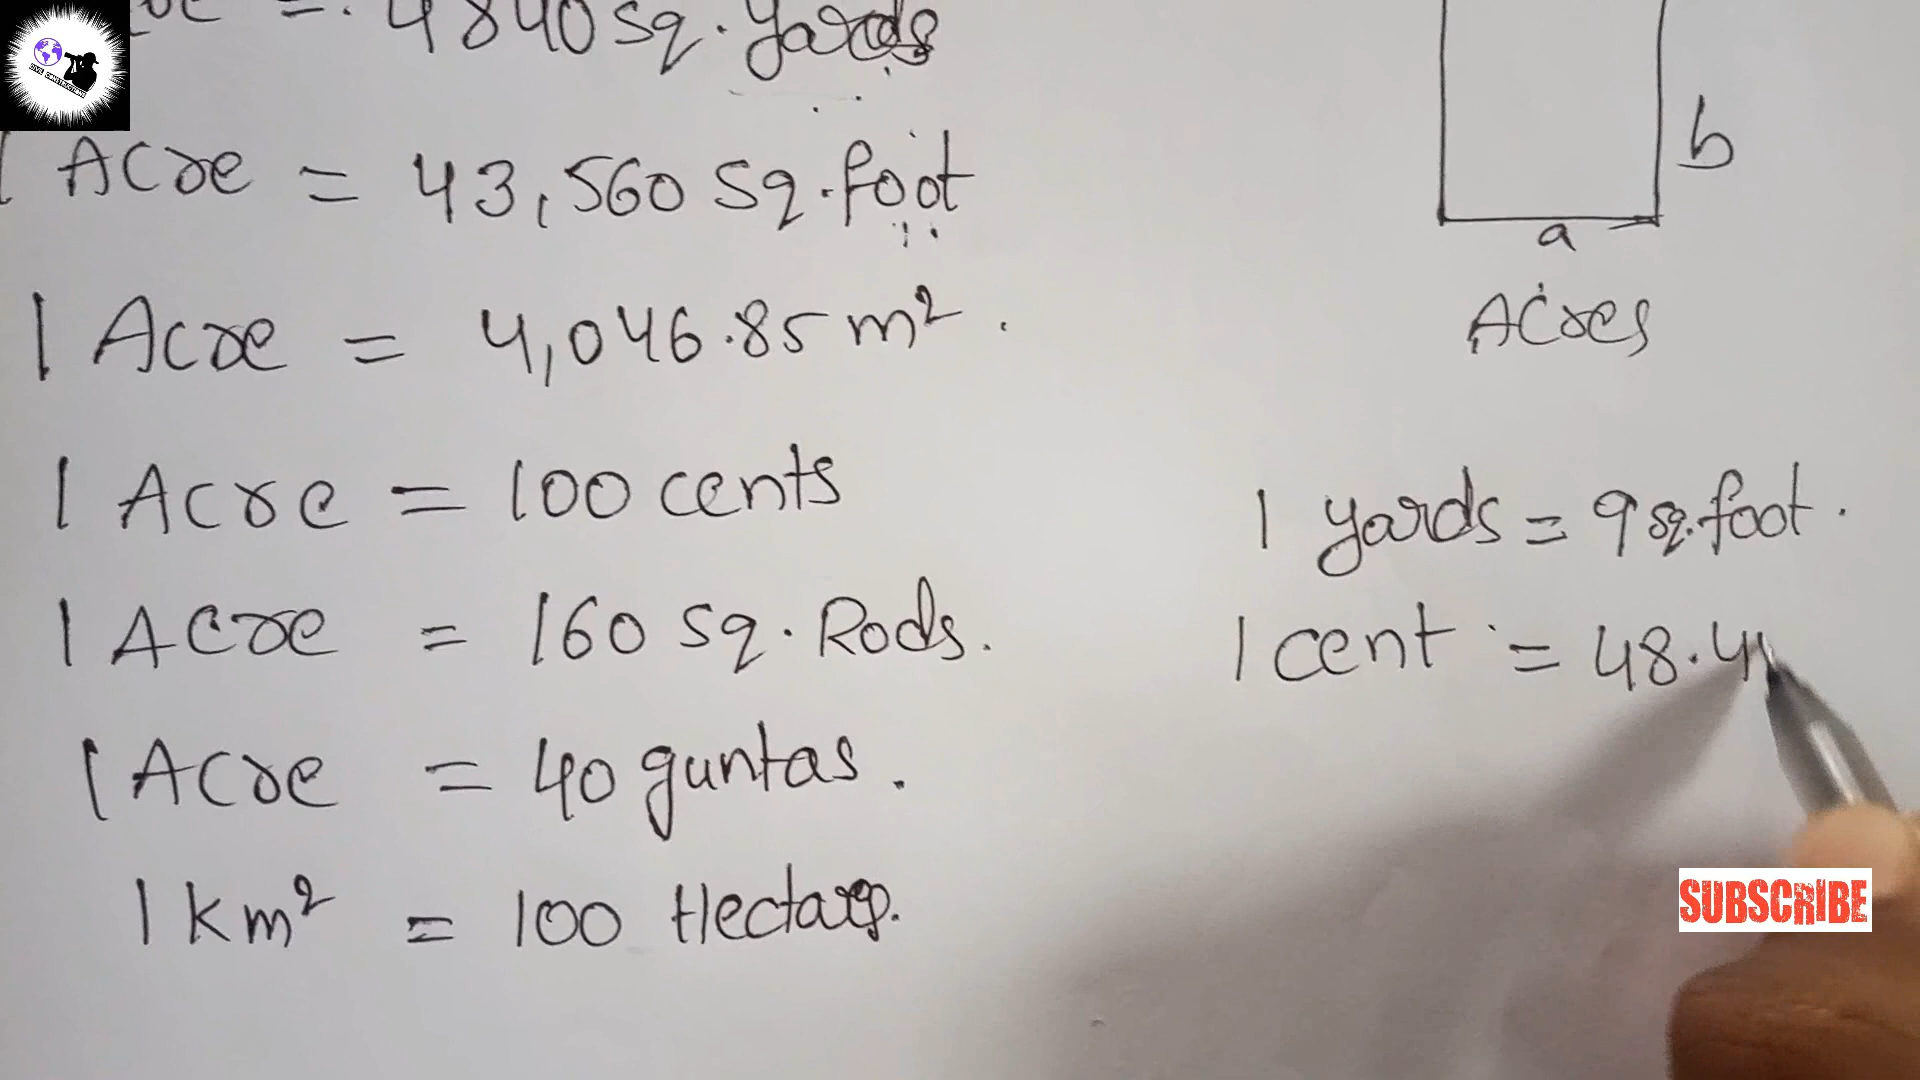 = 4840 Sq. Yards
1 Acre = 43,560 Sq. foot
1 Acre = 4,046.85 m²
1 Acre = 100 cents
1 Acre = 160 Sq. Rods.
1 Acre = 40 guntas.
1 km² = 100 Hectares.
b
a
Acres
1 yards = 9 sq. foot.
1 cent = 48.4
SUBSCRIBE